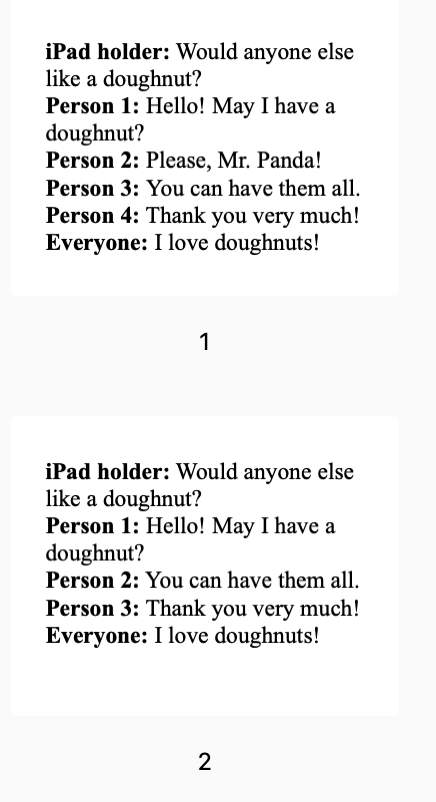 iPad holder: Would anyone else
like a doughnut?
Person 1: Hello! May I have a
doughnut?
Person 2: Please, Mr. Panda!
Person 3: You can have them all.
Person 4: Thank you very much!
Everyone: I love doughnuts!
1
iPad holder: Would anyone else
like a doughnut?
Person 1: Hello! May I have a
doughnut?
Person 2: You can have them all.
Person 3: Thank you very much!
Everyone: I love doughnuts!
2